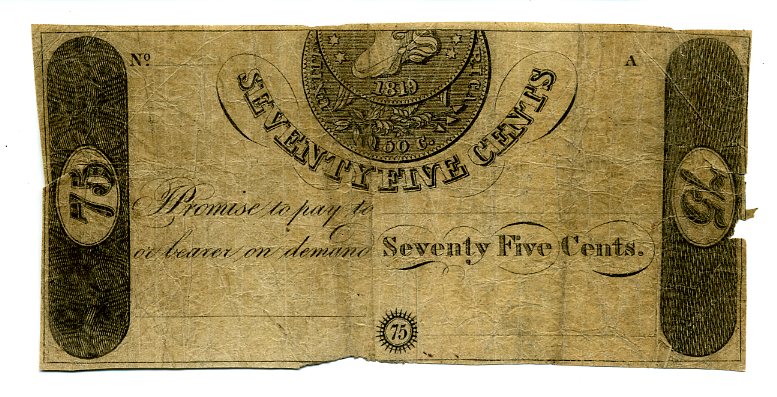 Nº A
1819
50 C.
SEVENTY FIVE CENTS
75 75
I Promise to pay to
or bearer on demand Seventy Five Cents.
75